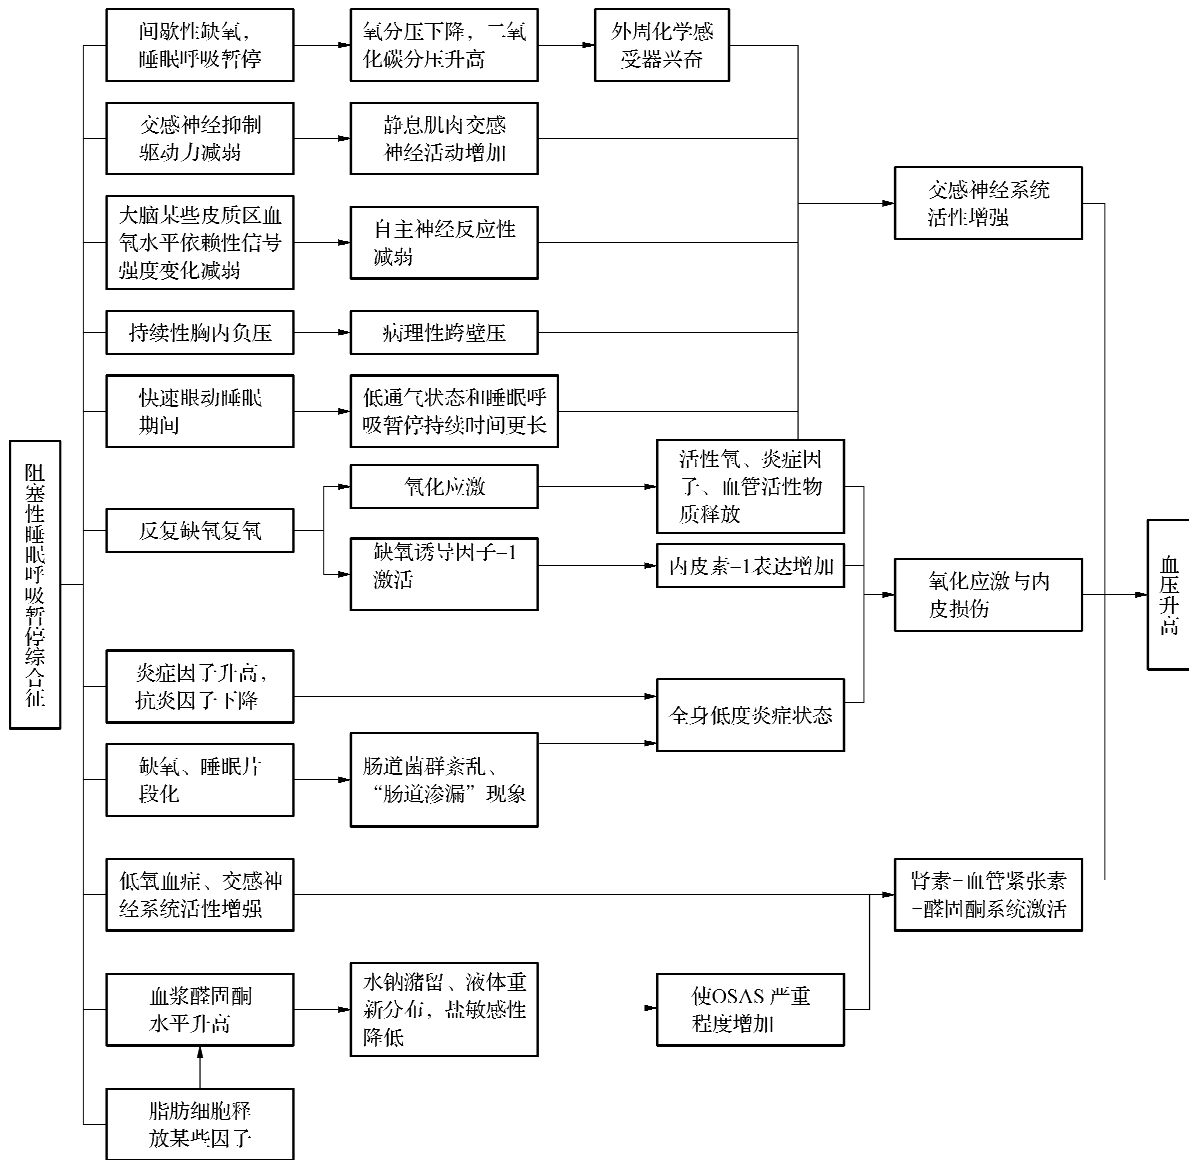 间歇性缺氧，
睡眠呼吸暂停
氧分压下降，二氧
化碳分压升高
外周化学感
受器兴奋
交感神经抑制
驱动力减弱
静息肌肉交感
神经活动增加
交感神经系统
活性增强
大脑某些皮质区血
氧水平依赖性信号
强度变化减弱
自主神经反应性
减弱
持续性胸内负压
病理性跨壁压
快速眼动睡眠
期间
低通气状态和睡眠呼
吸暂停持续时间更长
阻塞性睡眠呼吸暂停综合征
反复缺氧复氧
氧化应激
活性氧、炎症因
子、血管活性物
质释放
缺氧诱导因子-1
激活
内皮素-1表达增加
氧化应激与内
皮损伤
血压升高
炎症因子升高，
抗炎因子下降
全身低度炎症状态
缺氧、睡眠片
段化
肠道菌群紊乱、
“肠道渗漏”现象
低氧血症、交感神
经系统活性增强
肾素-血管紧张素
-醛固酮系统激活
血浆醛固酮
水平升高
水钠潴留、液体重
新分布，盐敏感性
降低
使OSAS 严重
程度增加
脂肪细胞释
放某些因子